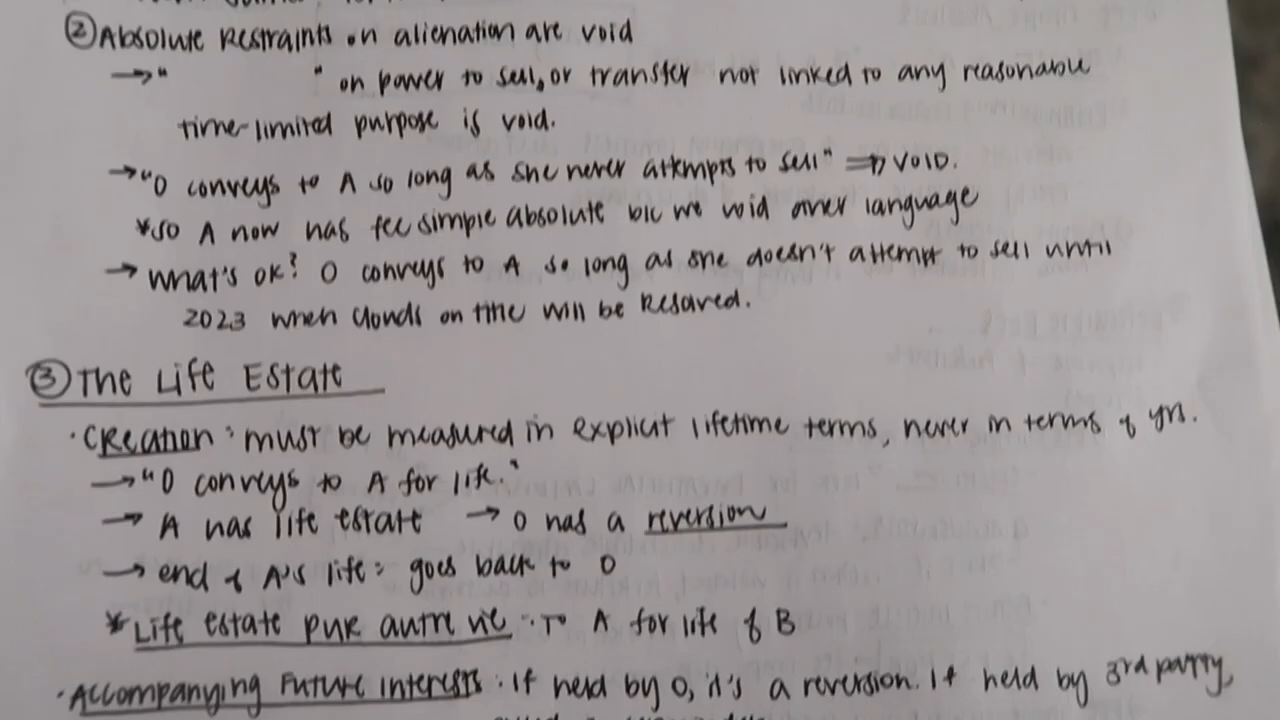 ② Absolute Restraints on alienation are void
→ " " on power to sell, or transfer not linked to any reasonable
time-limited purpose is void.
→ "O conveys to A so long as she never attempts to sell" ⇒ VOID.
*so A now has fee simple absolute b/c we void other language
→ what's ok? O conveys to A so long as she doesn't attempt to sell until
2023 when clouds on title will be Resolved.
③ The Life Estate
· Creation: must be measured in explicit lifetime terms, never in terms of yrs.
→ "O conveys to A for life."
→ A has life estate → O has a reversion
→ end of A's life: goes back to O
* Life estate pur autre vie: To A for life of B
· Accompanying Future interests: If held by O, it's a reversion. If held by 3rd party,